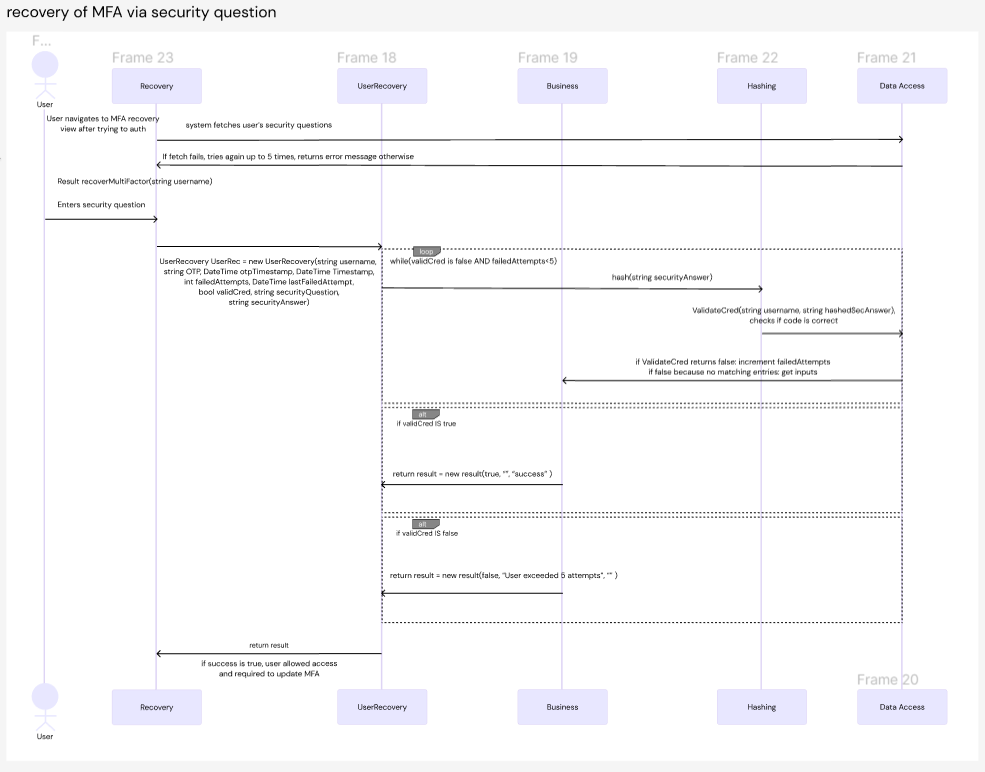 recovery of MFA via security question
F...
Frame 23
Frame 18
Frame 19
Frame 22
Frame 21
Recovery
UserRecovery
Business
Hashing
Data Access
User
User navigates to MFA recovery
view after trying to auth
system fetches user's security questions
If fetch fails, tries again up to 5 times, returns error message otherwise
Result recoverMultiFactor(string username)
Enters security question
UserRecovery UserRec = new UserRecovery(string username,
string OTP, DateTime otpTimestamp, DateTime Timestamp,
int failedAttempts, DateTime lastFailedAttampt,
bool validCred, string securityQuestion,
string securityAnswer)
loop
while(validCred is false AND failedAttempts<5)
hash(string securityAnswer)
ValidateCred(string username, string hashedSecAnswer),
checks if code is correct
if ValidateCred returns false: increment failedAttempts
if false because no matching entries: get inputs
alt
if validCred IS true
return result = new result(true, "", "success" )
alt
if validCred IS false
return result = new result(false, "User exceeded 5 attempts", "" )
return result
if success is true, user allowed access
and required to update MFA
Frame 20
Recovery
UserRecovery
Business
Hashing
Data Access
User